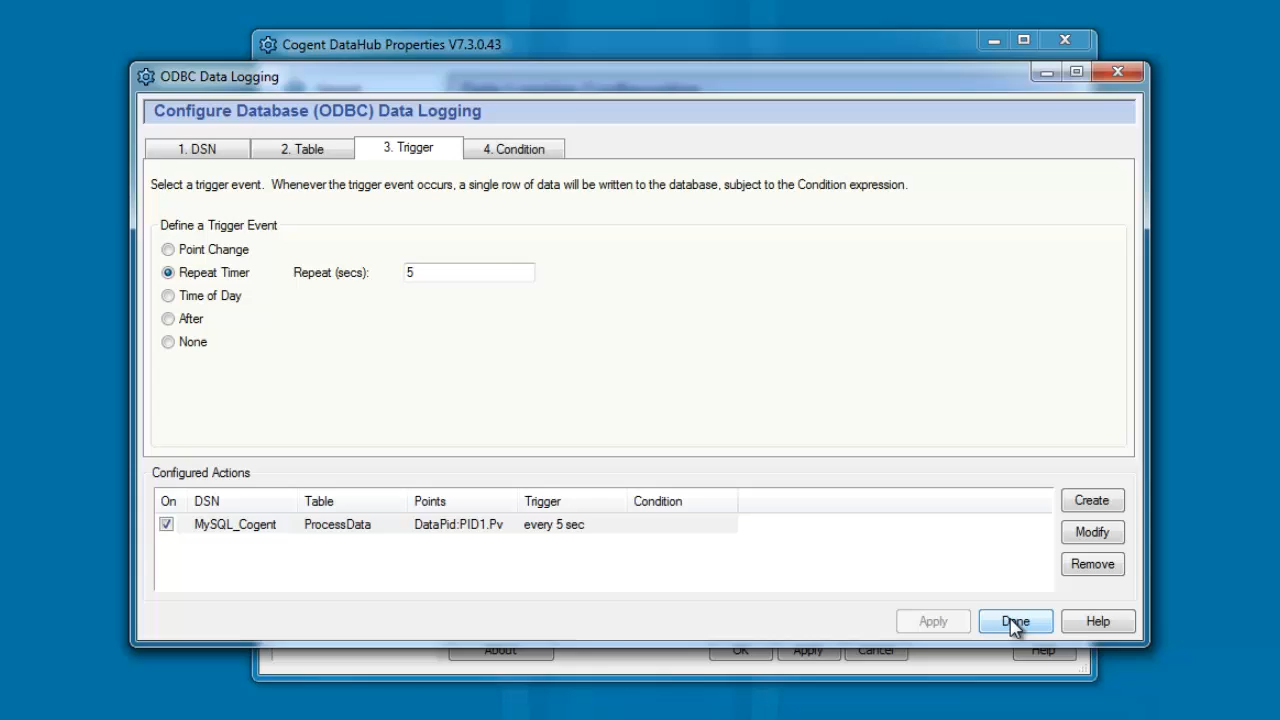 Cogent DataHub Properties V7.3.0.43
ODBC Data Logging
Configure Database (ODBC) Data Logging
1. DSN
2. Table
3. Trigger
4. Condition
Select a trigger event.  Whenever the trigger event occurs, a single row of data will be written to the database, subject to the Condition expression.
Define a Trigger Event
Point Change
Repeat Timer Repeat (secs): 5
Time of Day
After
None
Configured Actions
On DSN Table Points Trigger Condition
MySQL_Cogent ProcessData DataPid:PID1.Pv every 5 sec
Create
Modify
Remove
Apply Done Help
About OK Apply Cancel Help